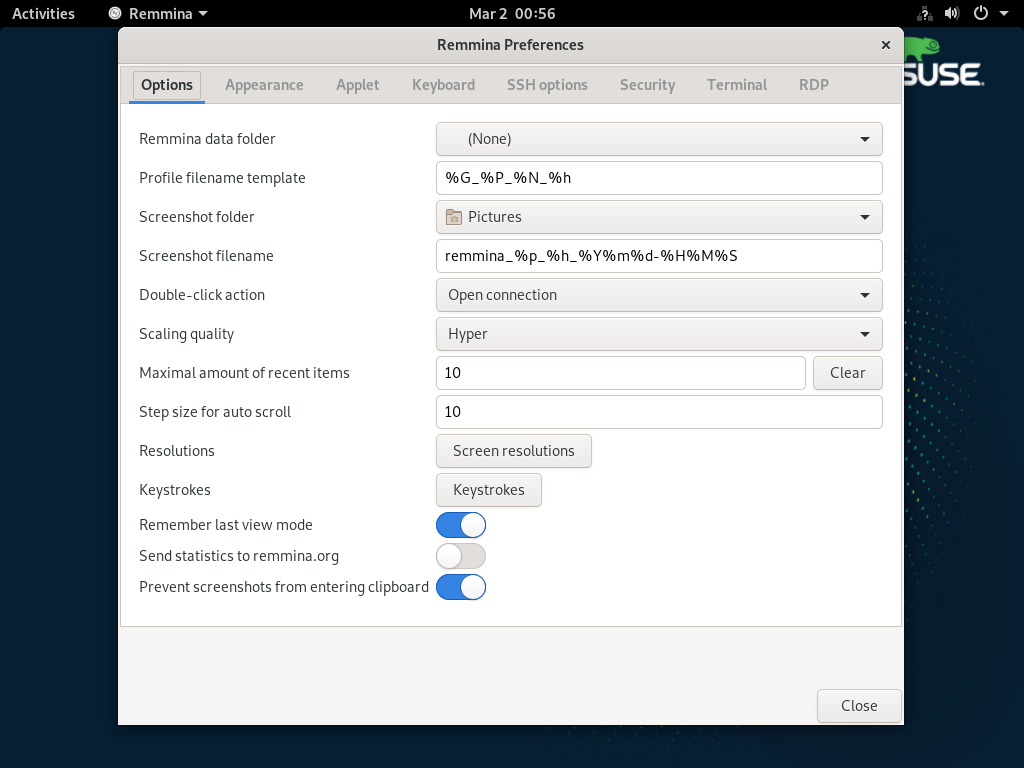 Activities Remmina Mar 2 00:56
Remmina Preferences
Options Appearance Applet Keyboard SSH options Security Terminal RDP
Remmina data folder (None)
Profile filename template %G_%P_%N_%h
Screenshot folder Pictures
Screenshot filename remmina_%p_%h_%Y%m%d-%H%M%S
Double-click action Open connection
Scaling quality Hyper
Maximal amount of recent items 10 Clear
Step size for auto scroll 10
Resolutions Screen resolutions
Keystrokes Keystrokes
Remember last view mode
Send statistics to remmina.org
Prevent screenshots from entering clipboard
Close
SUSE.